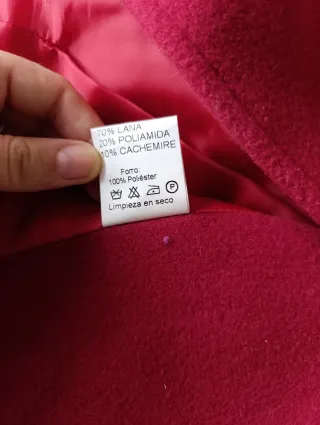 70% LANA
20% POLIAMIDA
10% CACHEMIRE
Forro:
100% Poliéster
P
Limpieza en seco